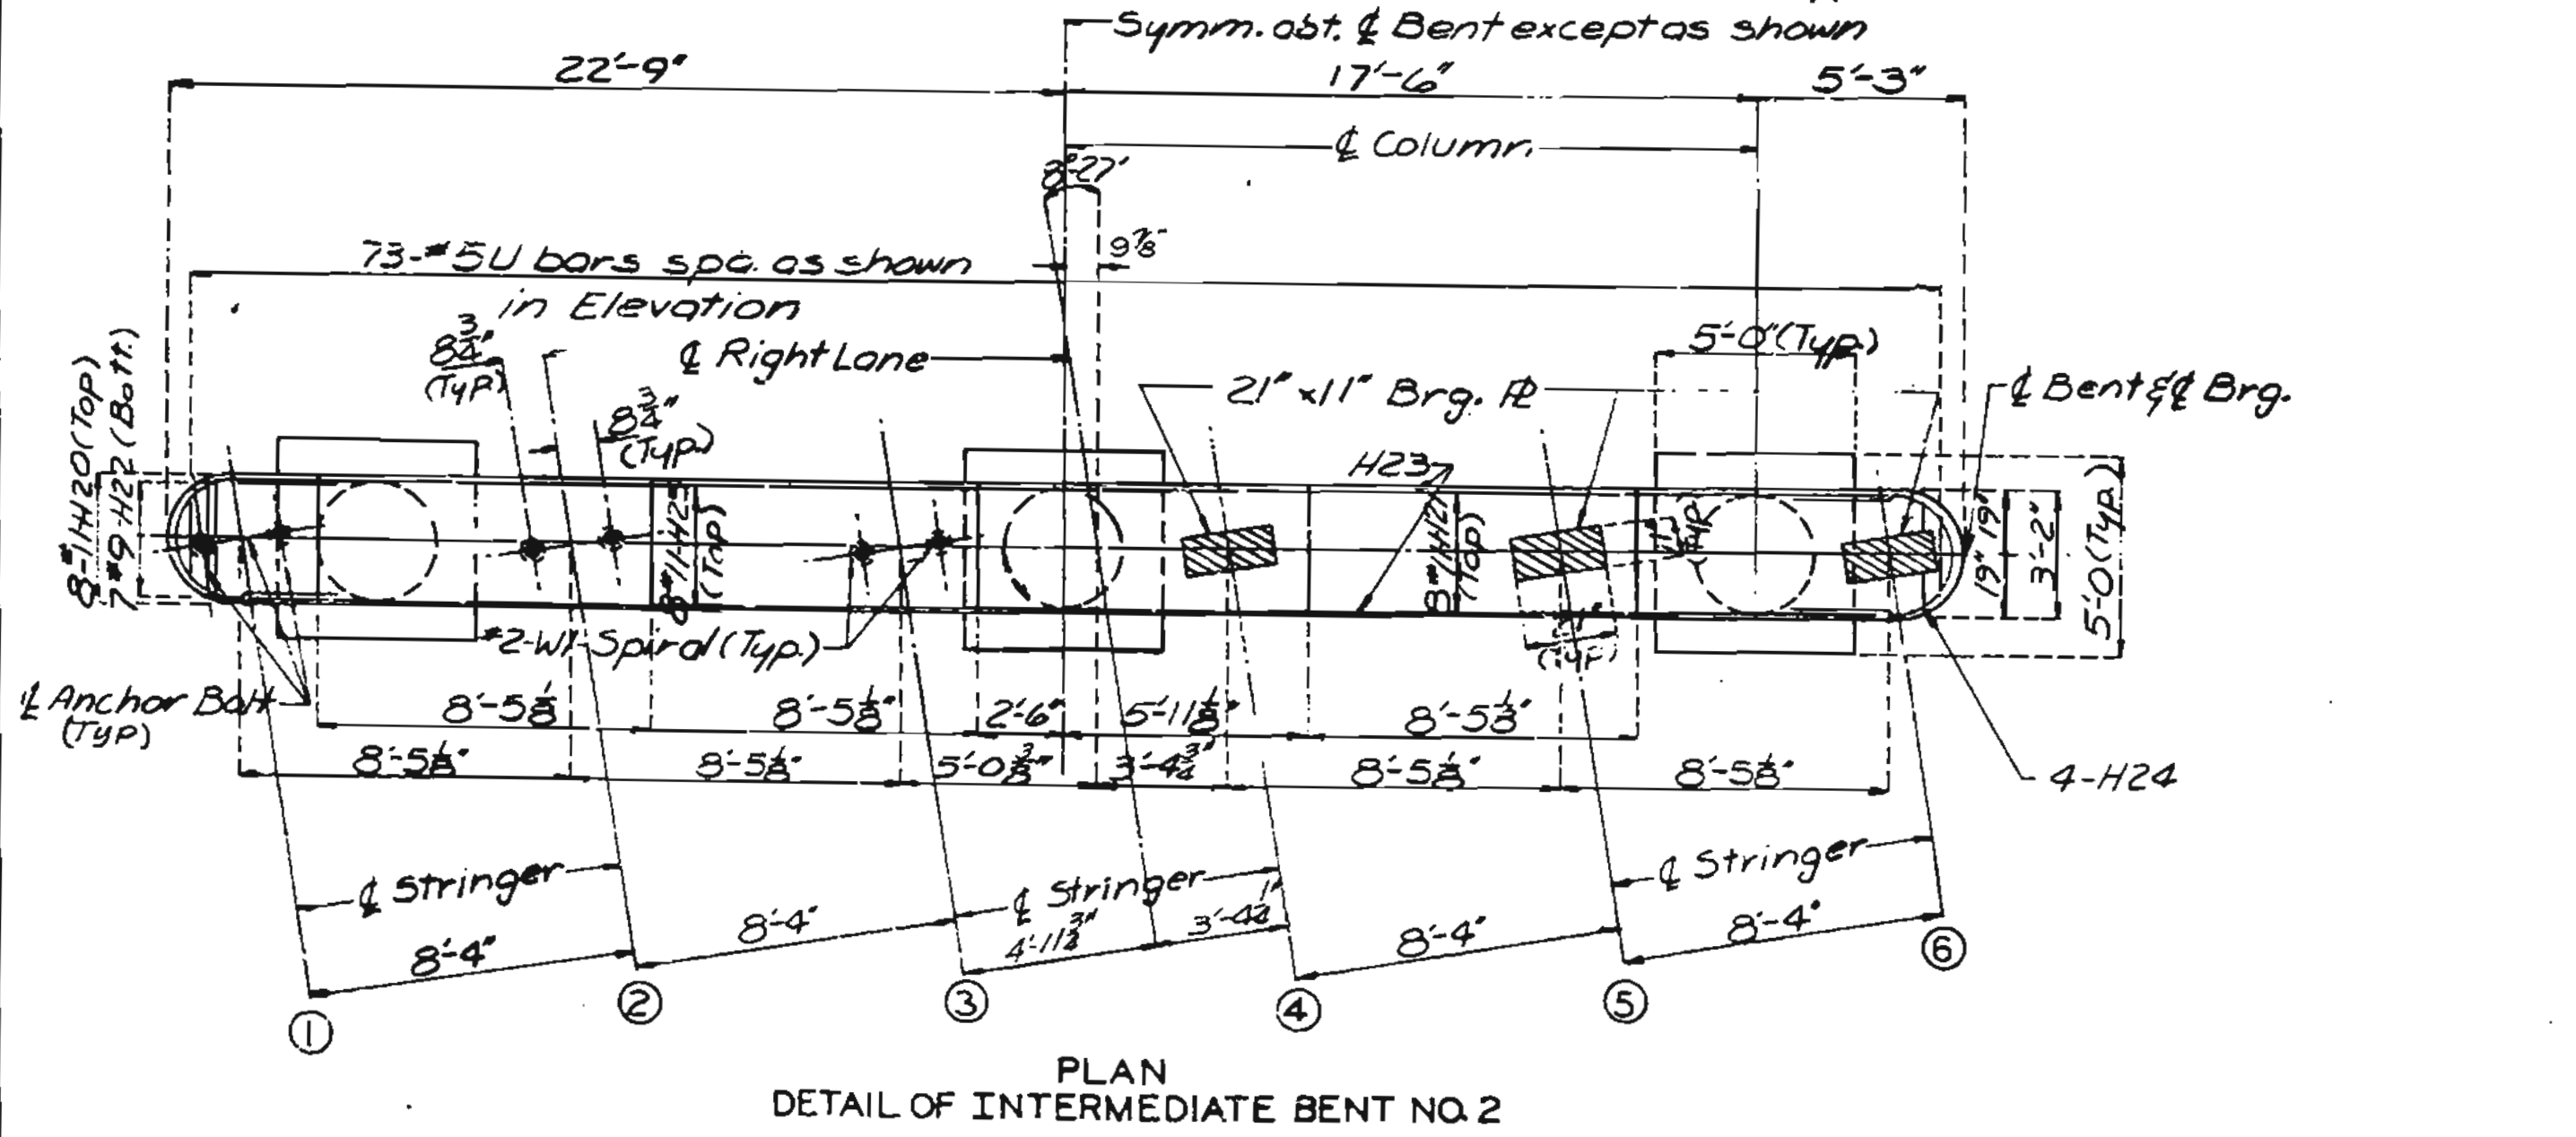 Symm. abt. ℄ Bent except as shown
22'-9"
17'-6"
5'-3"
℄ Column
8°-27'
9⅞"
73-#5U bars spa. as shown
in Elevation
8¾"
(Typ.)
℄ Right Lane
8¾"
(Typ.)
21" x 11" Brg. ℙ
5'-0"(Typ.)
℄ Bent & ℄ Brg.
8-#11-H20(Top)
7-#9-H22(Bott.)
8-#11-H21
(Top)
H23
8-#11-H21
(Top)
11"
Typ.
(Typ.)
19" 19"
3'-2"
5'-0(Typ.)
#2-W1-Spiral(Typ.)
℄ Anchor Bolt
(Typ)
8'-5⅛"
8'-5⅛"
2'-6"
5'-11⅛"
8'-5⅛"
8'-5⅛"
8'-5⅛"
5'-0⅜"
3'-4¾"
8'-5⅛"
8'-5⅛"
4-H24
℄ Stringer
℄ Stringer
℄ Stringer
8'-4"
8'-4"
4'-11¾"
3'-4¼"
8'-4"
8'-4"
1
2
3
4
5
6
PLAN
DETAIL OF INTERMEDIATE BENT NO. 2